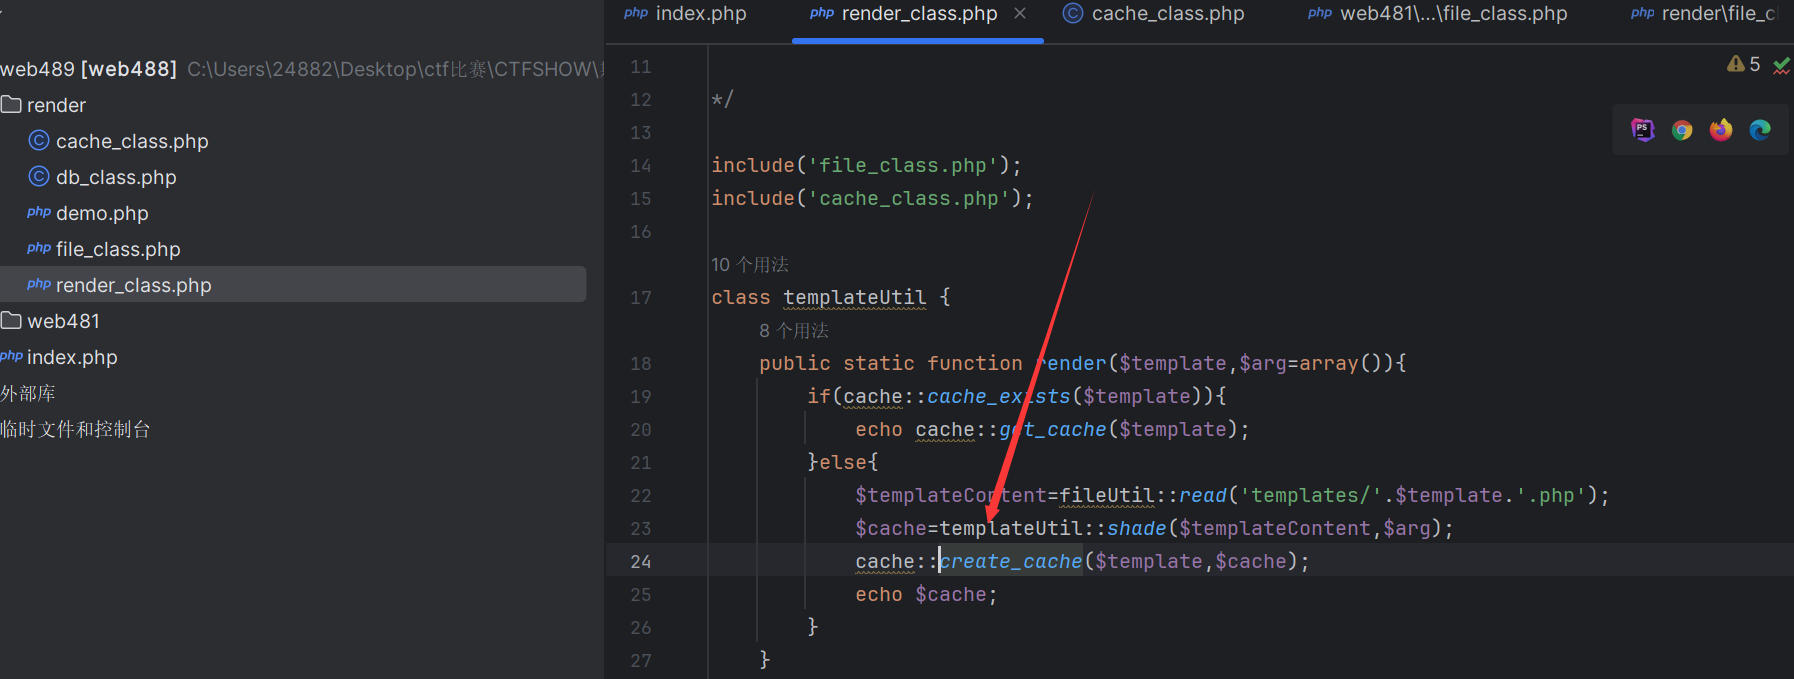 php index.php
php render_class.php ×
C cache_class.php
php web481\...\file_class.php
php render\file_c
web489 [web488] C:\Users\24882\Desktop\ctf比赛\CTFSHOW\
render
C cache_class.php
C db_class.php
php demo.php
php file_class.php
php render_class.php
web481
php index.php
外部库
临时文件和控制台
5
PS
11
12 */
13
14 include('file_class.php');
15 include('cache_class.php');
16
10 个用法
17 class templateUtil {
8 个用法
18 public static function render($template,$arg=array()){
19 if(cache::cache_exists($template)){
20 echo cache::get_cache($template);
21 }else{
22 $templateContent=fileUtil::read('templates/'.$template.'.php');
23 $cache=templateUtil::shade($templateContent,$arg);
24 cache::create_cache($template,$cache);
25 echo $cache;
26 }
27 }